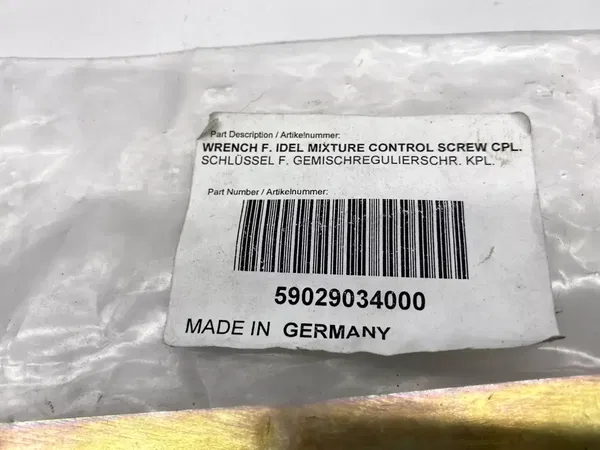 Part Description / Artikelnummer:
WRENCH F. IDEL MIXTURE CONTROL SCREW CPL.
SCHLÜSSEL F. GEMISCHREGULIERSCHR. KPL.
Part Number / Artikelnummer:
59029034000
MADE IN GERMANY